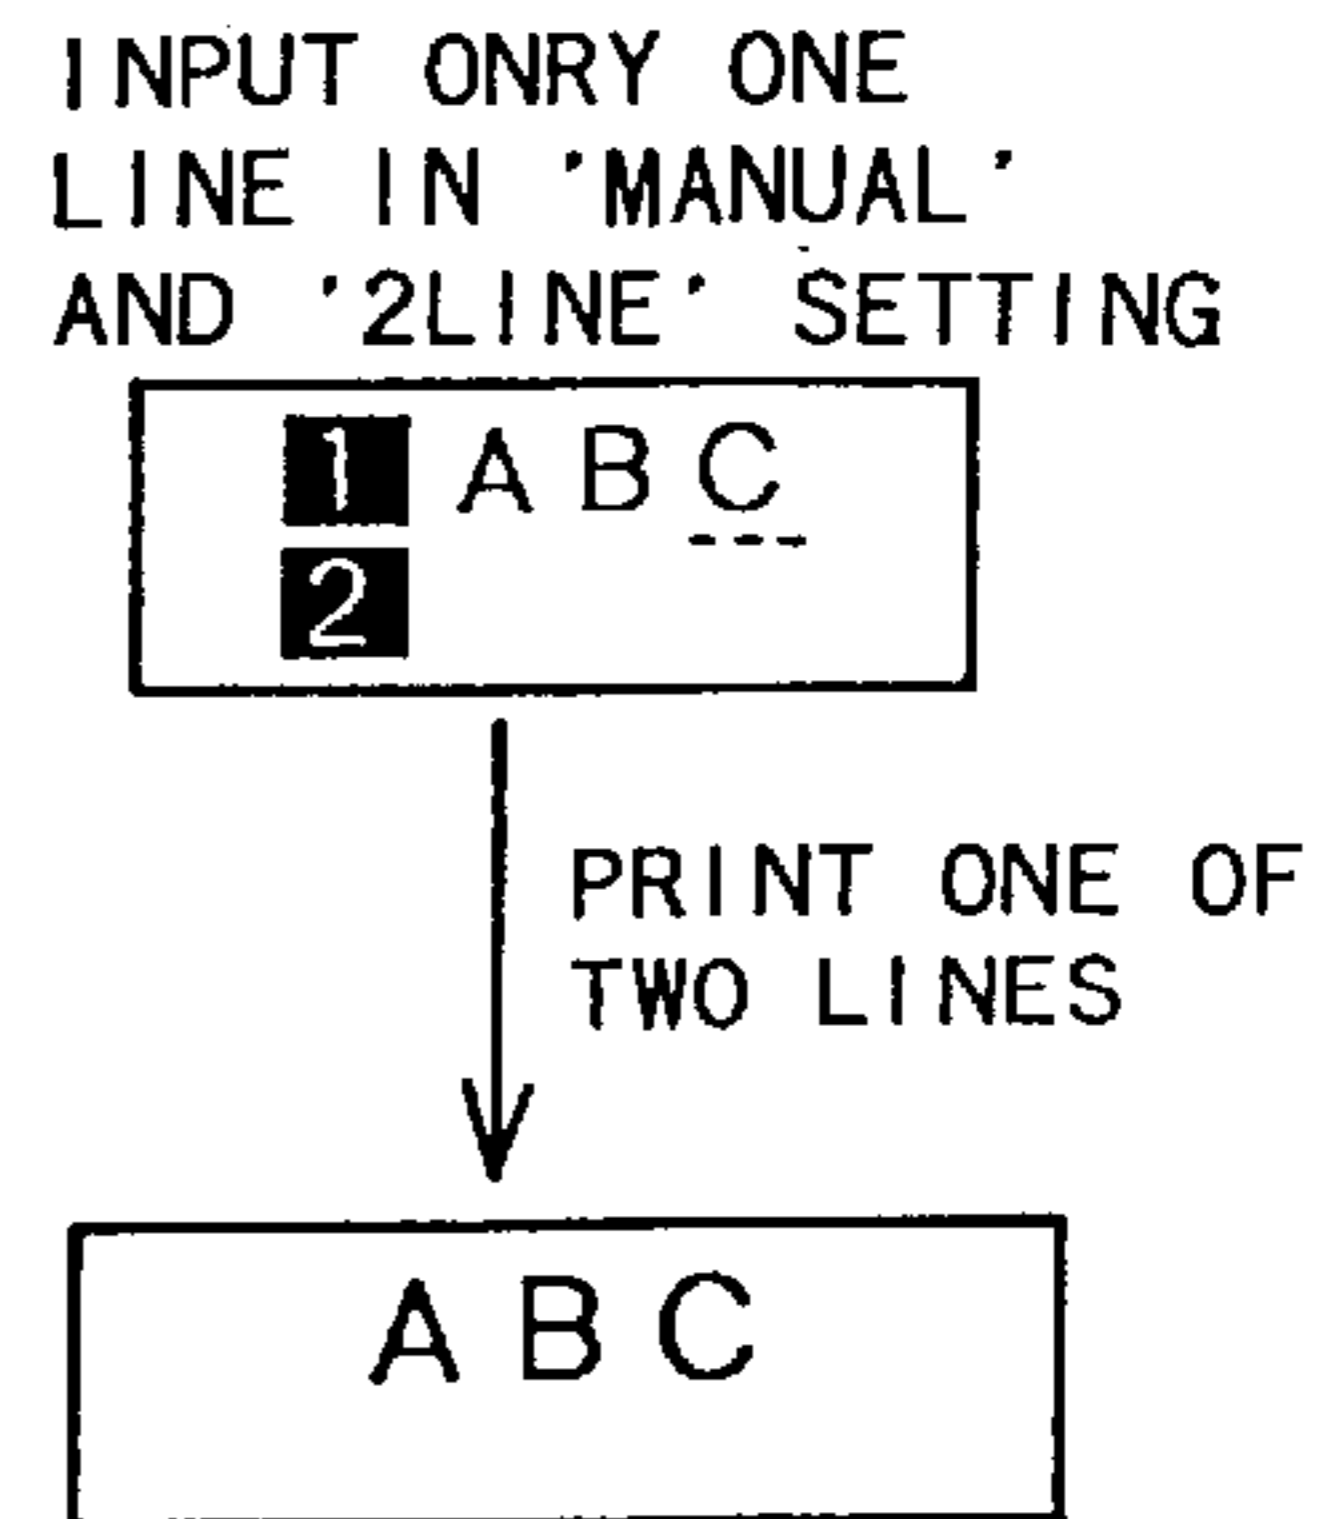 INPUT ONRY ONE
LINE IN 'MANUAL'
AND '2LINE' SETTING
1 ABC
2
PRINT ONE OF
TWO LINES
ABC